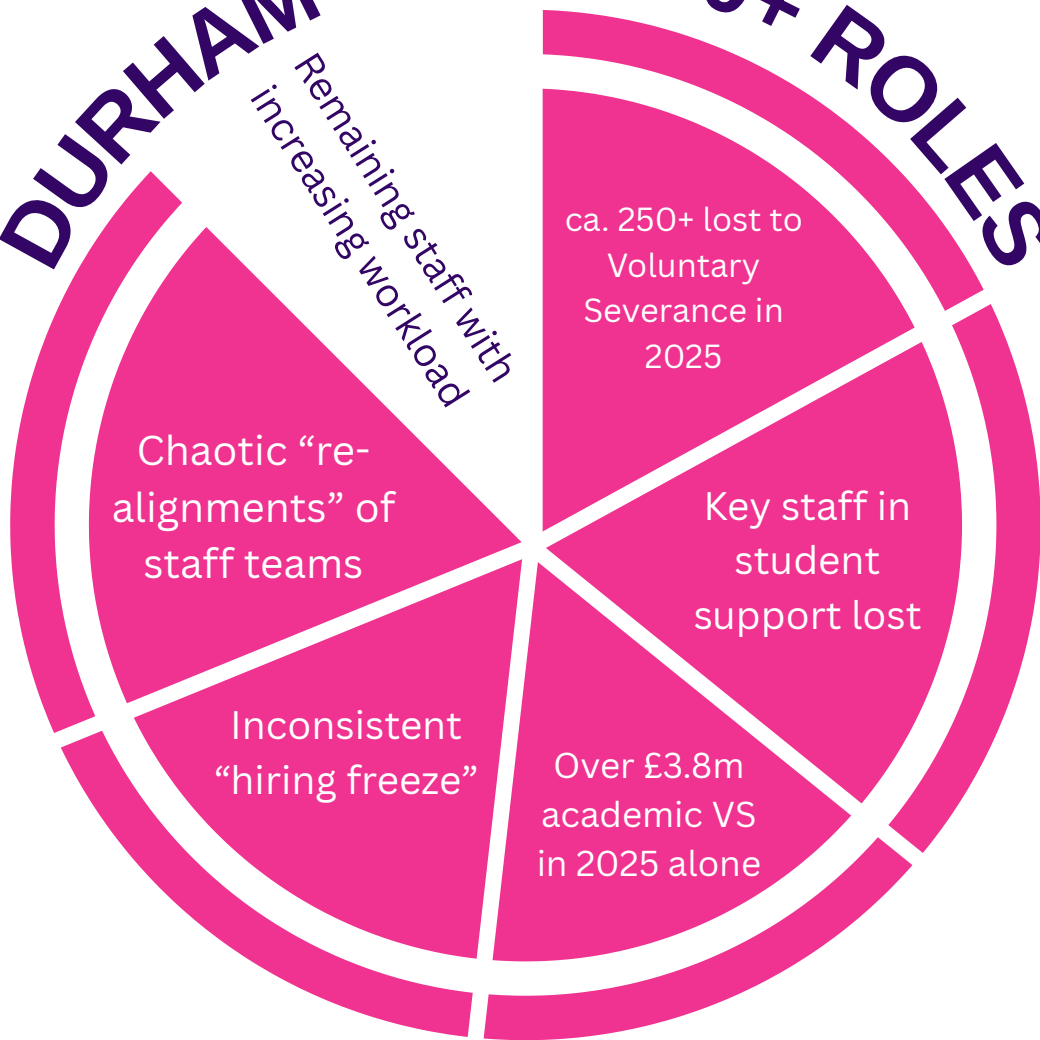 DURHAM
ROLES
Remaining staff with
increasing workload
ca. 250+ lost to
Voluntary
Severance in
2025
Key staff in
student
support lost
Over £3.8m
academic VS
in 2025 alone
Inconsistent
“hiring freeze”
Chaotic “re-
alignments” of
staff teams